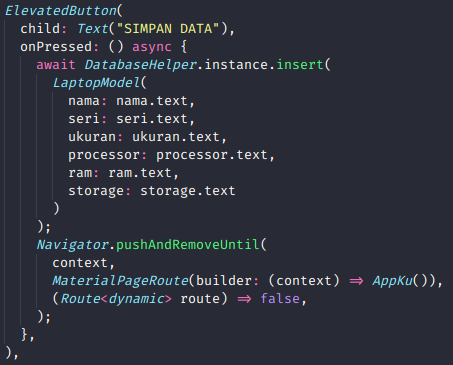 ElevatedButton(
  child: Text("SIMPAN DATA"),
  onPressed: () async {
    await DatabaseHelper.instance.insert(
      LaptopModel(
        nama: nama.text,
        seri: seri.text,
        ukuran: ukuran.text,
        processor: processor.text,
        ram: ram.text,
        storage: storage.text
      )
    );
    Navigator.pushAndRemoveUntil(
      context,
      MaterialPageRoute(builder: (context) => AppKu()),
      (Route<dynamic> route) => false,
    );
  },
),